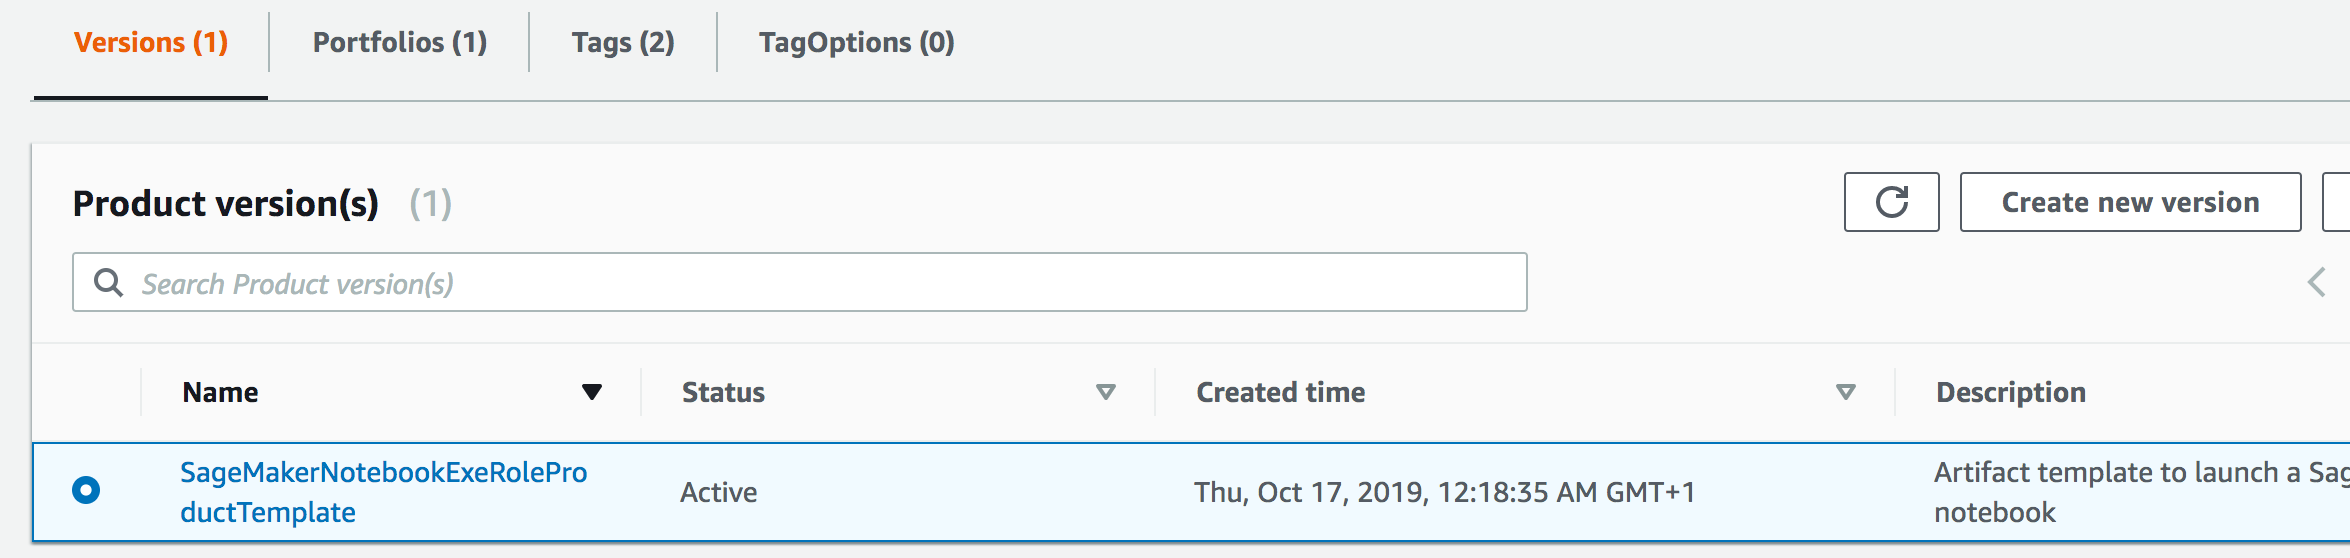 Versions (1) Portfolios (1) Tags (2) TagOptions (0)
Product version(s) (1) Create new version
Search Product version(s)
Name Status Created time Description
SageMakerNotebookExeRolePro
ductTemplate
Active
Thu, Oct 17, 2019, 12:18:35 AM GMT+1
Artifact template to launch a Sag
notebook